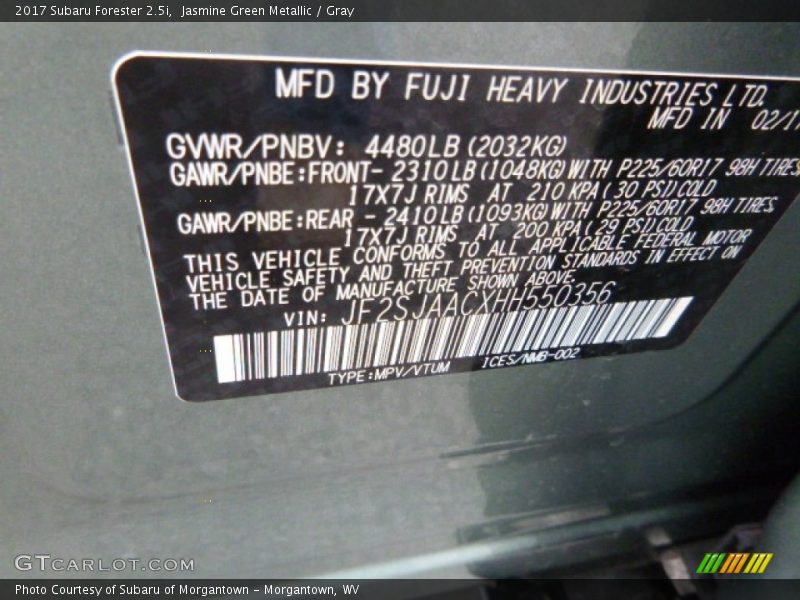 2017 Subaru Forester 2.5i, Jasmine Green Metallic / Gray
MFD BY FUJI HEAVY INDUSTRIES LTD.
MFD IN 02/17
GVWR/PNBV: 4480LB (2032KG)
GAWR/PNBE:FRONT- 2310LB (1048KG) WITH P225/60R17 98H TIRES
17X7J RIMS AT 210 KPA ( 30 PSI) COLD
GAWR/PNBE:REAR - 2410LB (1093KG) WITH P225/60R17 98H TIRES
17X7J RIMS AT 200 KPA ( 29 PSI) COLD
THIS VEHICLE CONFORMS TO ALL APPLICABLE FEDERAL MOTOR
VEHICLE SAFETY AND THEFT PREVENTION STANDARDS IN EFFECT ON
THE DATE OF MANUFACTURE SHOWN ABOVE.
VIN: JF2SJAACXHH550356
TYPE:MPV/VTUM ICES/NMB-002
GTcarlot.com
Photo Courtesy of Subaru of Morgantown - Morgantown, WV